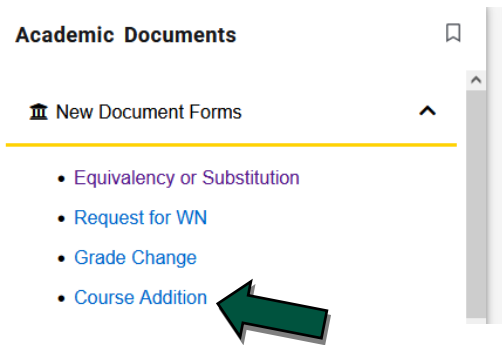 Academic Documents
New Document Forms
Equivalency or Substitution
Request for WN
Grade Change
Course Addition